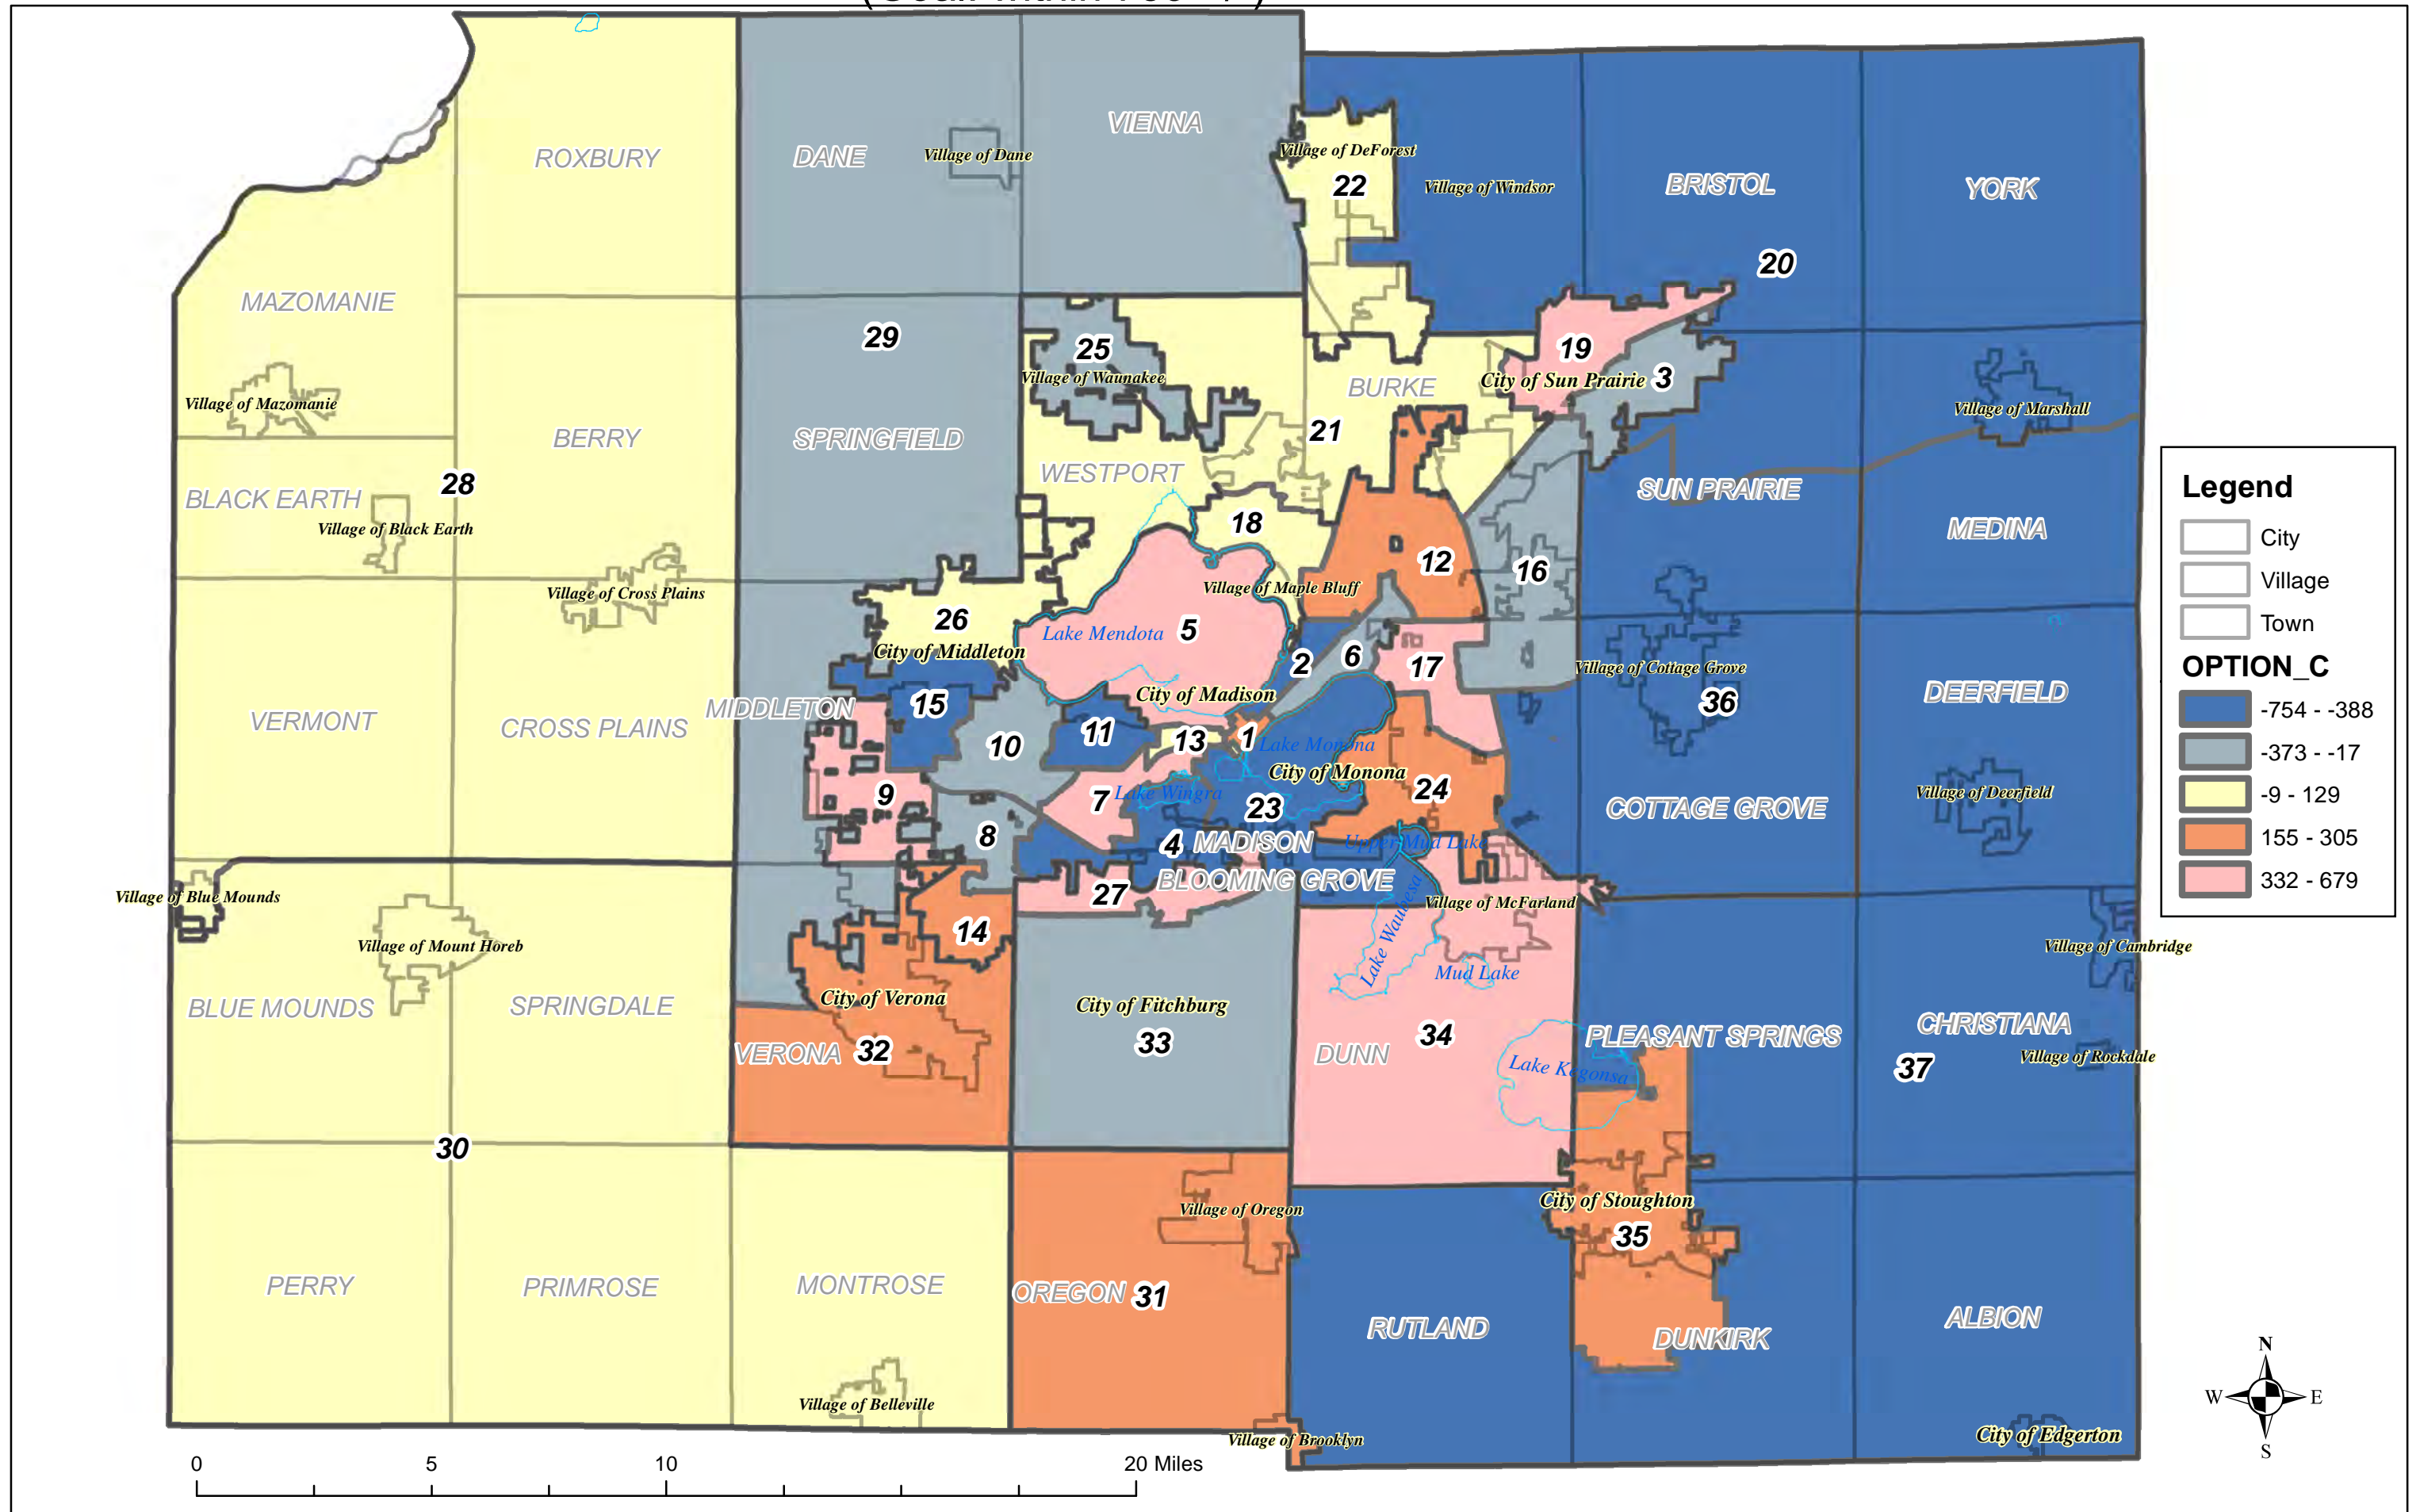 ROXBURY
DANE
Village of Dane
VIENNA
Village of DeForest
22
Village of Windsor
BRISTOL
YORK
20
MAZOMANIE
29
25
Village of Waunakee
BURKE
19
City of Sun Prairie
3
Village of Mazomanie
Village of Marshall
BERRY
SPRINGFIELD
21
WESTPORT
28
BLACK EARTH
Village of Black Earth
18
SUN PRAIRIE
MEDINA
12
16
Village of Cross Plains
Village of Maple Bluff
26
City of Middleton
Lake Mendota
5
2
6
17
Village of Cottage Grove
36
DEERFIELD
City of Madison
VERMONT
CROSS PLAINS
MIDDLETON
15
10
11
13
1
Lake Monona
City of Monona
9
7
Lake Wingra
23
24
COTTAGE GROVE
Village of Deerfield
8
4
MADISON
Upper Mud Lake
Village of Blue Mounds
27
BLOOMING GROVE
Village of McFarland
14
Village of Mount Horeb
Lake Waubesa
Mud Lake
Village of Cambridge
BLUE MOUNDS
SPRINGDALE
City of Verona
City of Fitchburg
VERONA
32
33
DUNN
34
PLEASANT SPRINGS
CHRISTIANA
Village of Rockdale
Lake Kegonsa
37
30
City of Stoughton
35
Village of Oregon
PERRY
PRIMROSE
MONTROSE
OREGON
31
RUTLAND
DUNKIRK
ALBION
Village of Belleville
Village of Brooklyn
City of Edgerton
Legend
City
Village
Town
OPTION_C
-754 - -388
-373 - -17
-9 - 129
155 - 305
332 - 679
N
W
E
S
0
5
10
20 Miles